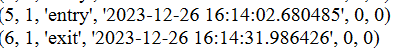 (5, 1, 'entry', '2023-12-26 16:14:02.680485', 0, 0)
(6, 1, 'exit', '2023-12-26 16:14:31.986426', 0, 0)